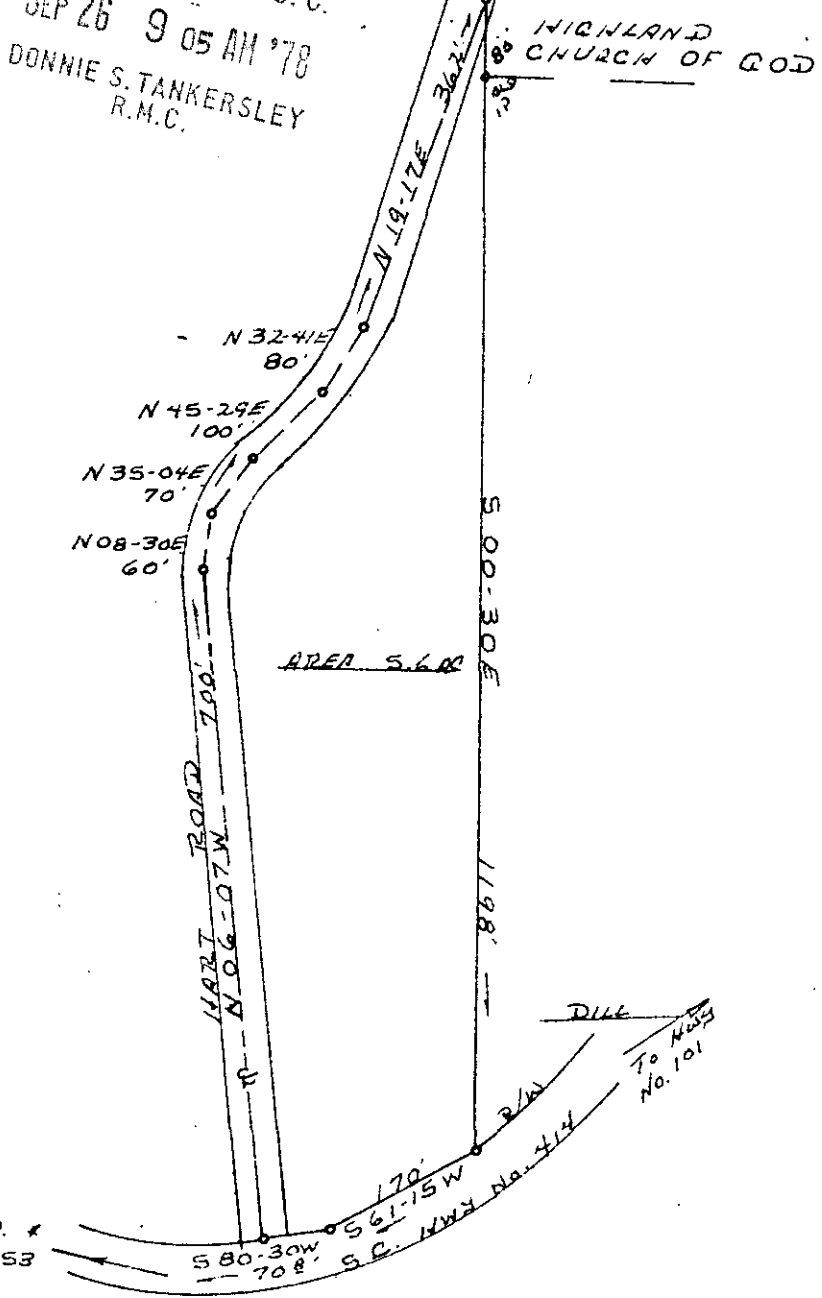 S. C.
SEP 26 9 05 AM '78
DONNIE S. TANKERSLEY
R.M.C.
HIGHLAND
CHURCH OF GOD
80
N 19-17E 362'
N 32-41E
80'
N 45-29E
100'
N 35-04E
70'
N 08-30E
60'
S 00-30E
AREA 5.6 AC
HART ROAD 700'
N 06-07W
1198'
DILL
TO HWY
No. 101
R/W
170'
S 61-15W
S.C. HWY No. 414
S 80-30W
53